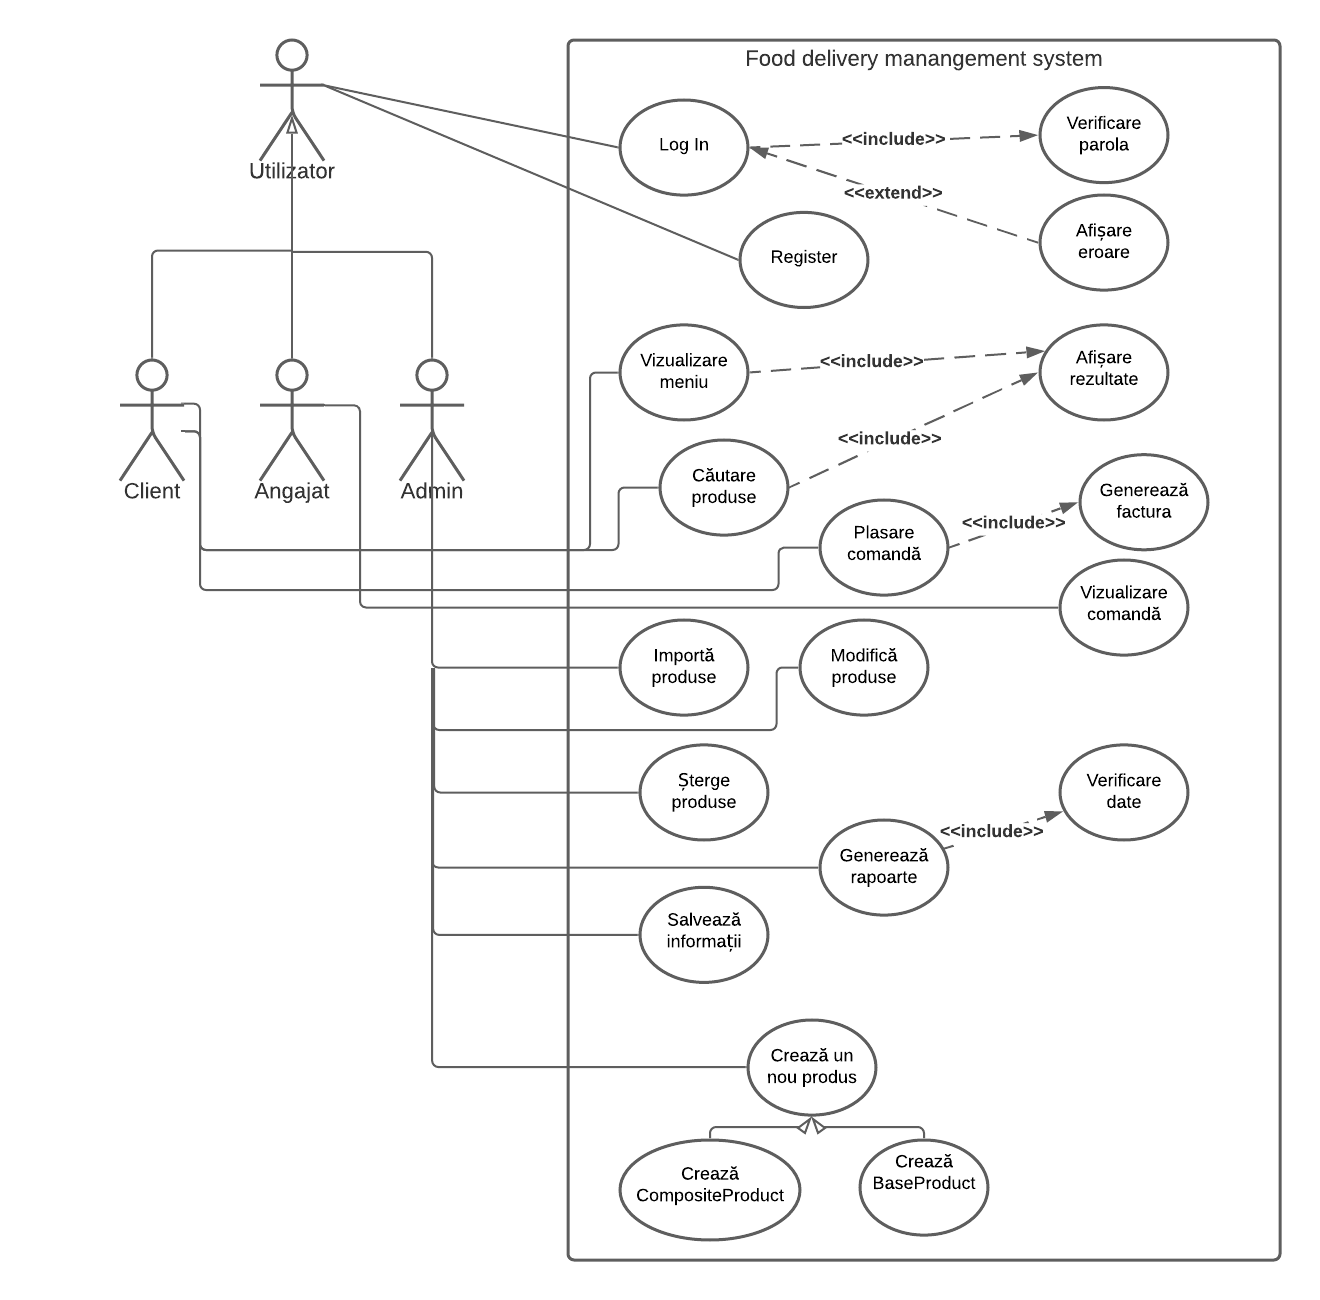 Food delivery manangement system
Utilizator
Log In
<<include>>
Verificare
parola
<<extend>>
Afișare
eroare
Register
Client
Angajat
Admin
Vizualizare
meniu
<<include>>
Afișare
rezultate
<<include>>
Căutare
produse
Plasare
comandă
<<include>>
Generează
factura
Vizualizare
comandă
Importă
produse
Modifică
produse
Șterge
produse
Verificare
date
<<include>>
Generează
rapoarte
Salvează
informații
Crează un
nou produs
Crează
CompositeProduct
Crează
BaseProduct